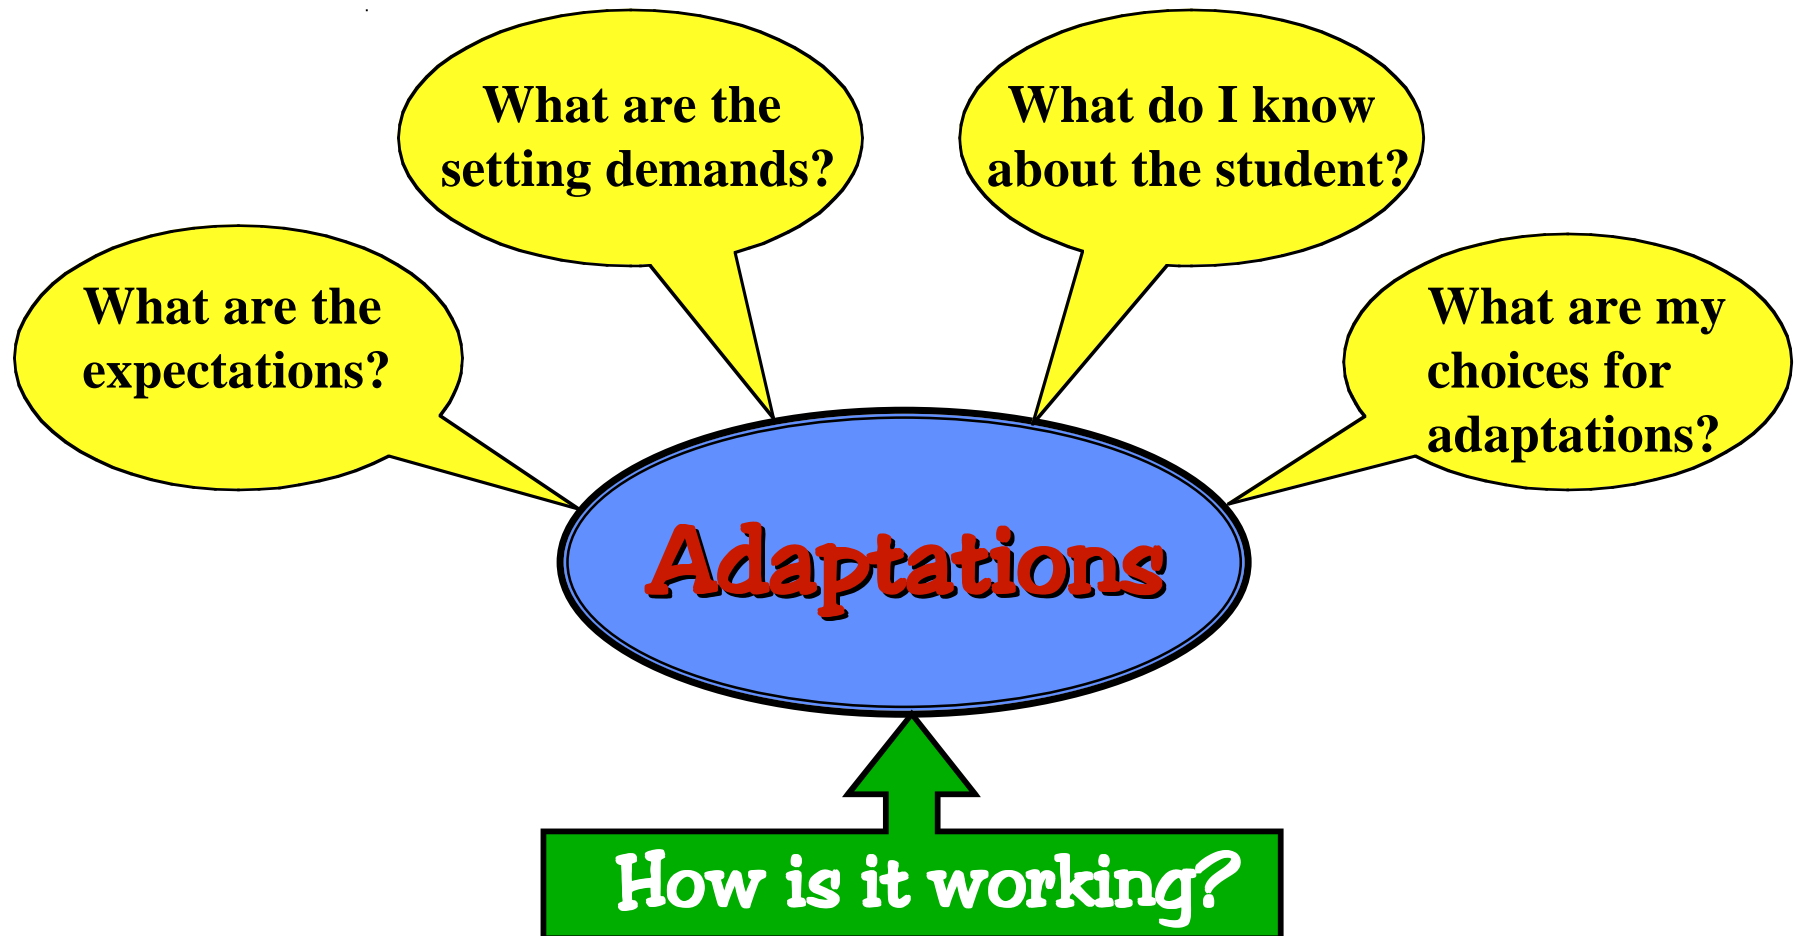 What are the
setting demands?
What do I know
about the student?
What are the
expectations?
What are my
choices for
adaptations?
Adaptations
How is it working?